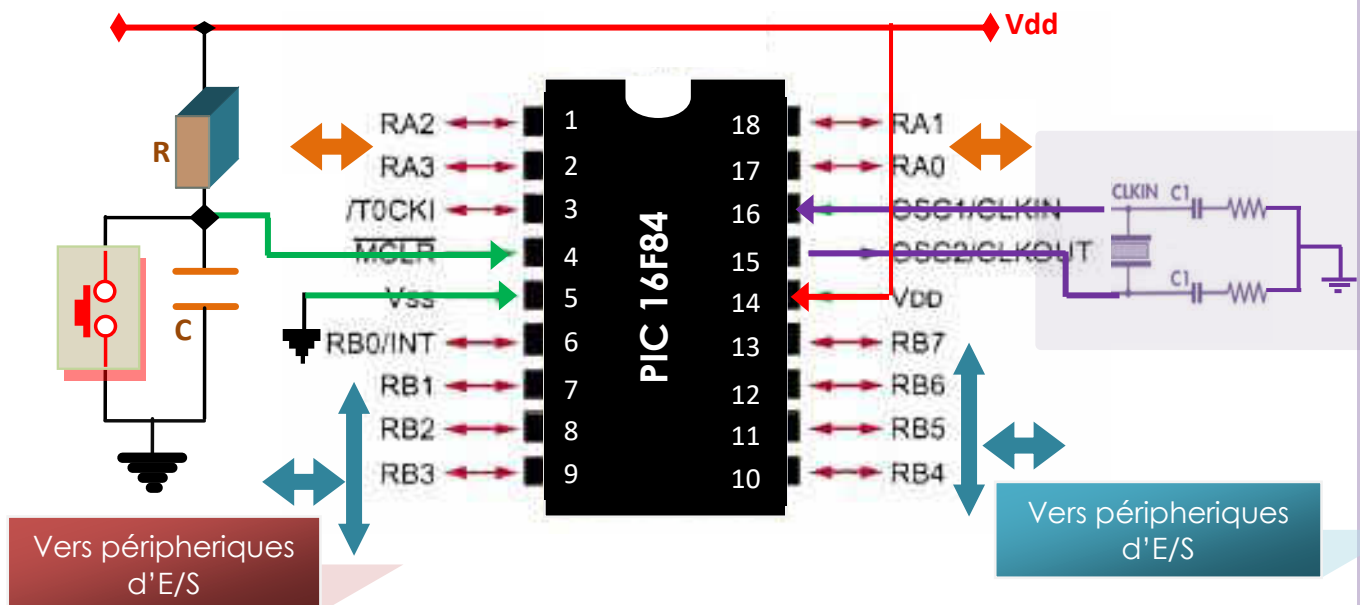 Vdd
R
C
RA2
RA3
/T0CKI
MCLR
Vss
RB0/INT
RB1
RB2
RB3
1
2
3
4
5
6
7
8
9
PIC 16F84
18
17
16
15
14
13
12
11
10
RA1
RA0
OSC1/CLKIN
OSC2/CLKOUT
VDD
RB7
RB6
RB5
RB4
CLKIN
C1
C1
Vers péripheriques
d’E/S
Vers péripheriques
d’E/S